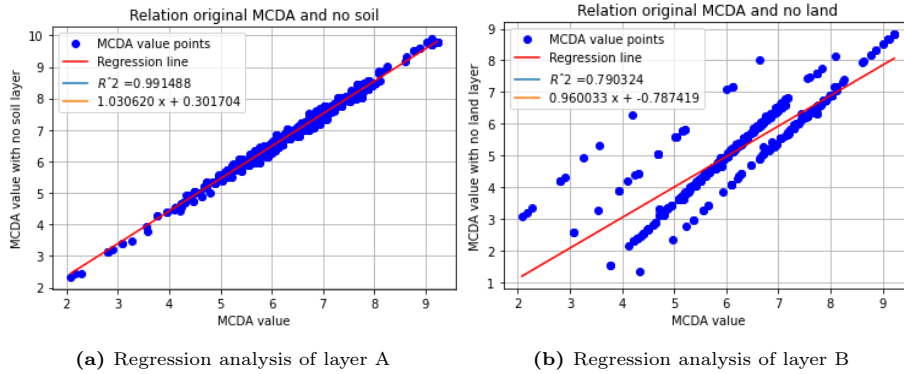 Relation original MCDA and no soil
MCDA value with no soil layer
10
9
8
7
6
5
4
3
2
MCDA value points
Regression line
R^2 =0.991488
1.030620 x + 0.301704
2 3 4 5 6 7 8 9
MCDA value
(a) Regression analysis of layer A
Relation original MCDA and no land
MCDA value with no land layer
9
8
7
6
5
4
3
2
1
MCDA value points
Regression line
R^2 =0.790324
0.960033 x + -0.787419
2 3 4 5 6 7 8 9
MCDA value
(b) Regression analysis of layer B